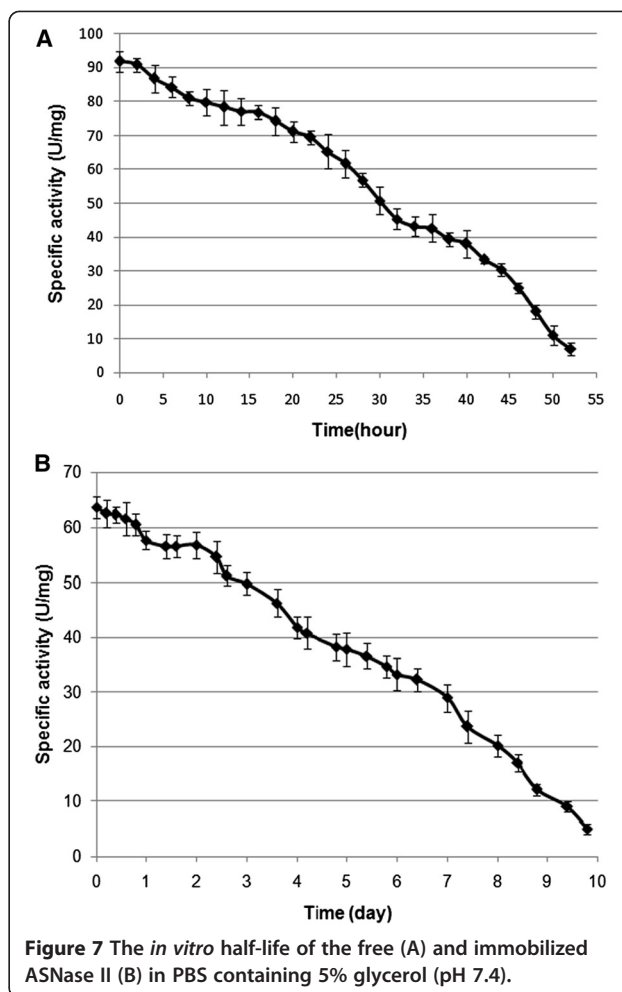 A
Specific activity (U/mg)
100
90
80
70
60
50
40
30
20
10
0
0 5 10 15 20 25 30 35 40 45 50 55
Time(hour)
B
Specific activity (U/mg)
70
60
50
40
30
20
10
0
0 1 2 3 4 5 6 7 8 9 10
Time (day)
Figure 7 The in vitro half-life of the free (A) and immobilized
ASNase II (B) in PBS containing 5% glycerol (pH 7.4).